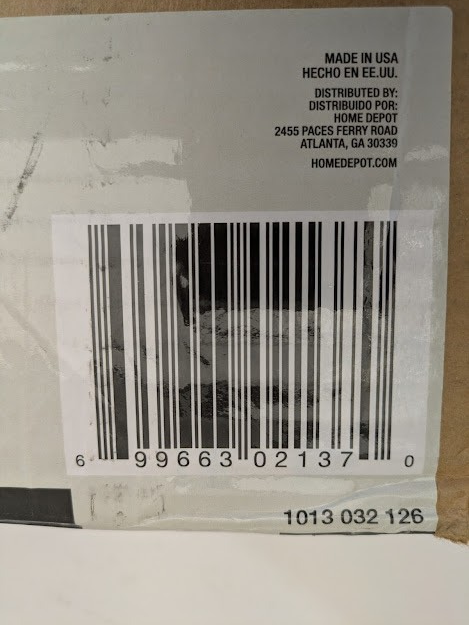 MADE IN USA
HECHO EN EE.UU.
DISTRIBUTED BY:
DISTRIBUIDO POR:
HOME DEPOT
2455 PACES FERRY ROAD
ATLANTA, GA 30339
HOMEDEPOT.COM
6 99663 02137 0
1013 032 126